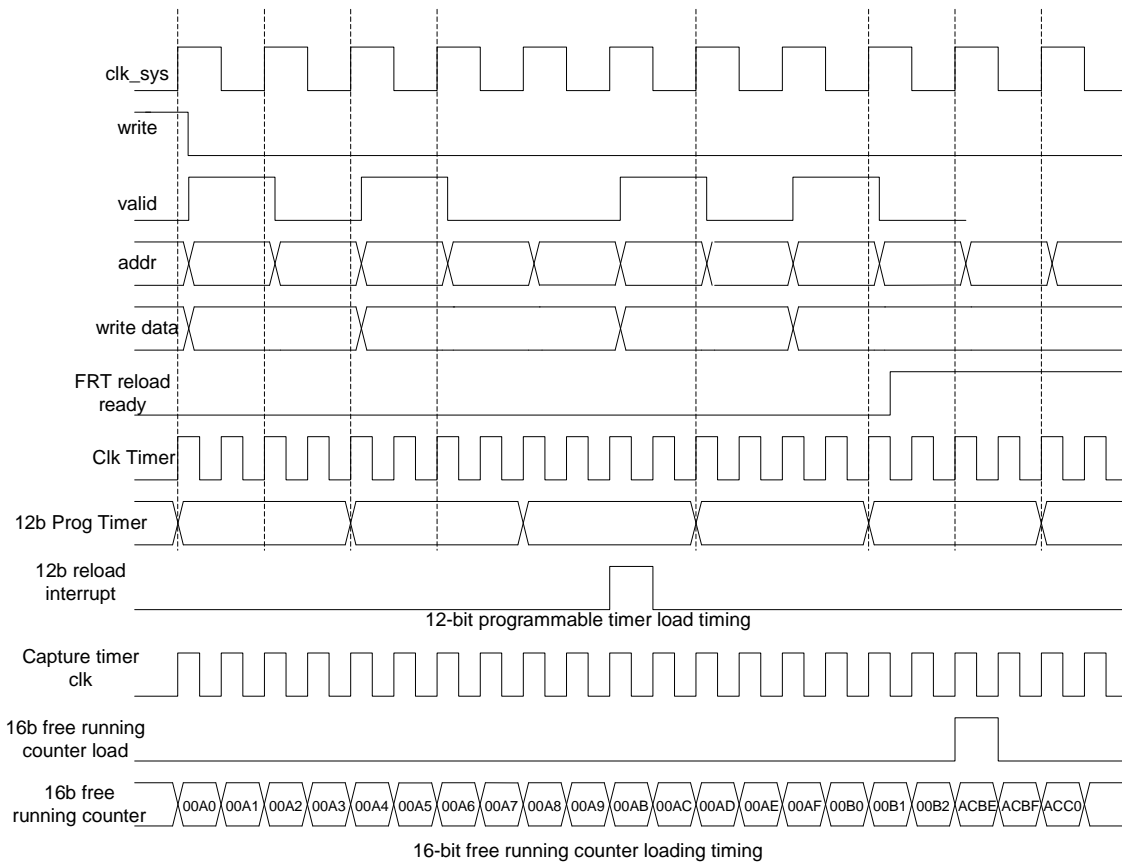 clk_sys
write
valid
addr
write data
FRT reload
ready
Clk Timer
12b Prog Timer
12b reload
interrupt
12-bit programmable timer load timing
Capture timer
clk
16b free running
counter load
16b free
running counter
00A0 00A1 00A2 00A3 00A4 00A5 00A6 00A7 00A8 00A9 00AB 00AC 00AD 00AE 00AF 00B0 00B1 00B2 ACBE ACBF ACC0
16-bit free running counter loading timing